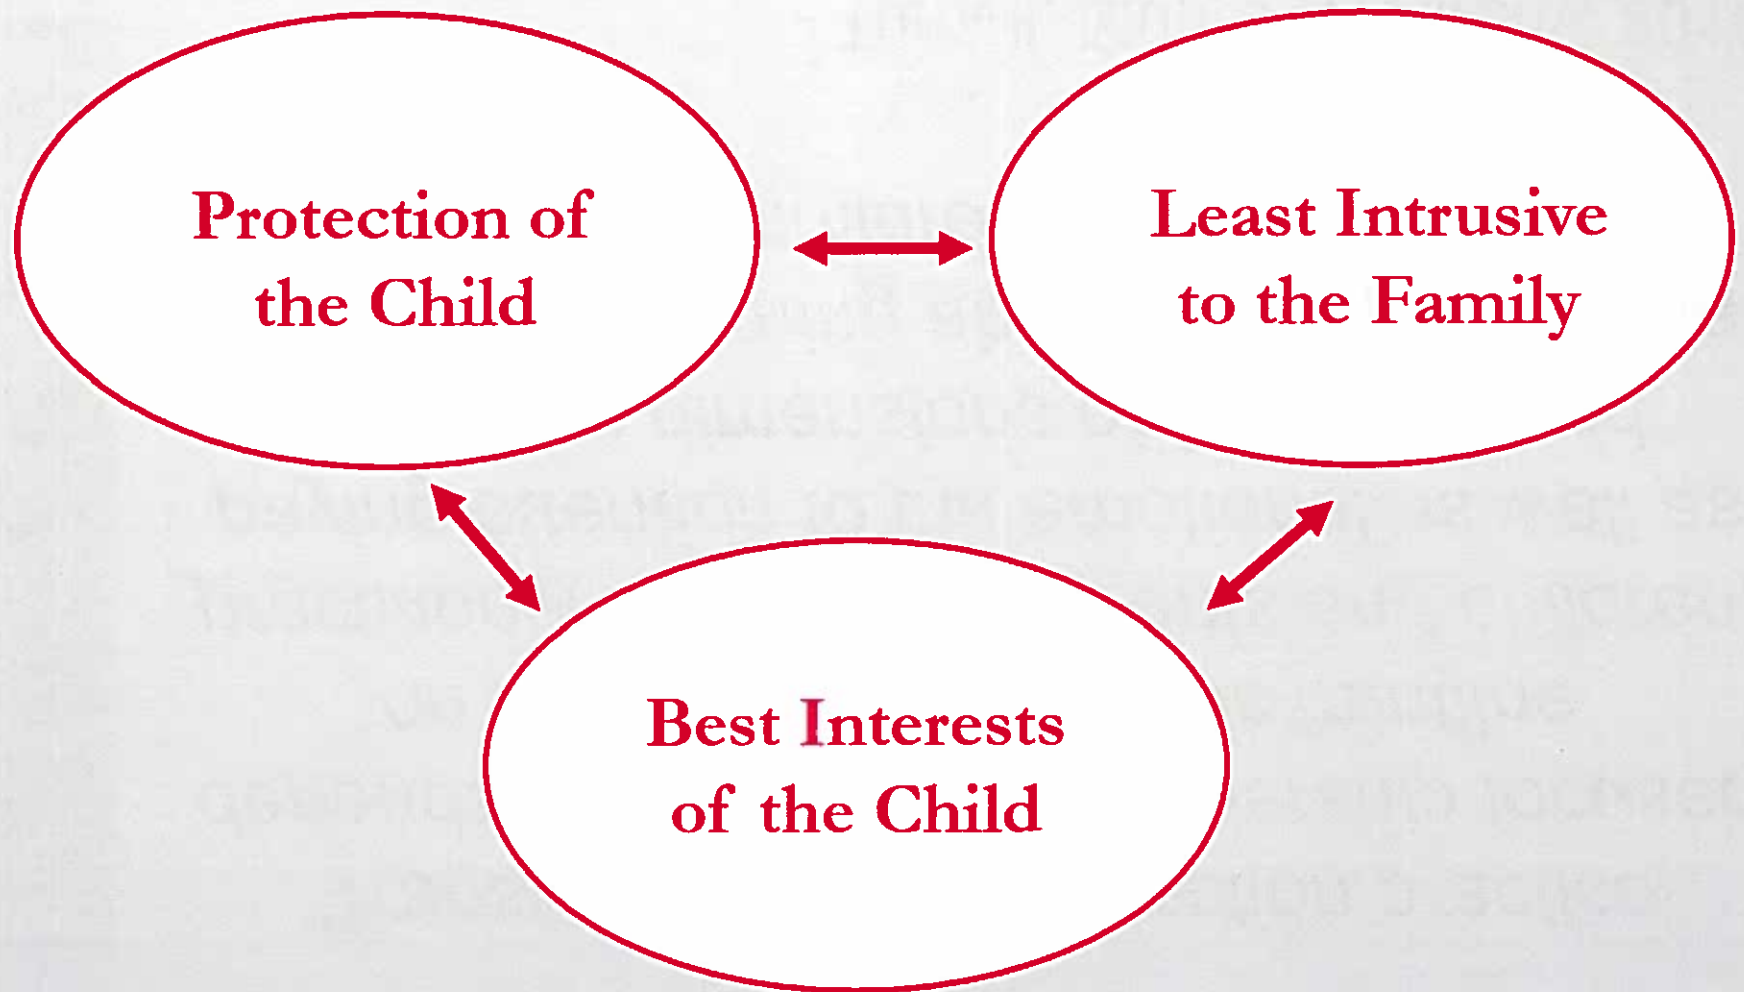 Protection of
the Child
Least Intrusive
to the Family
Best Interests
of the Child